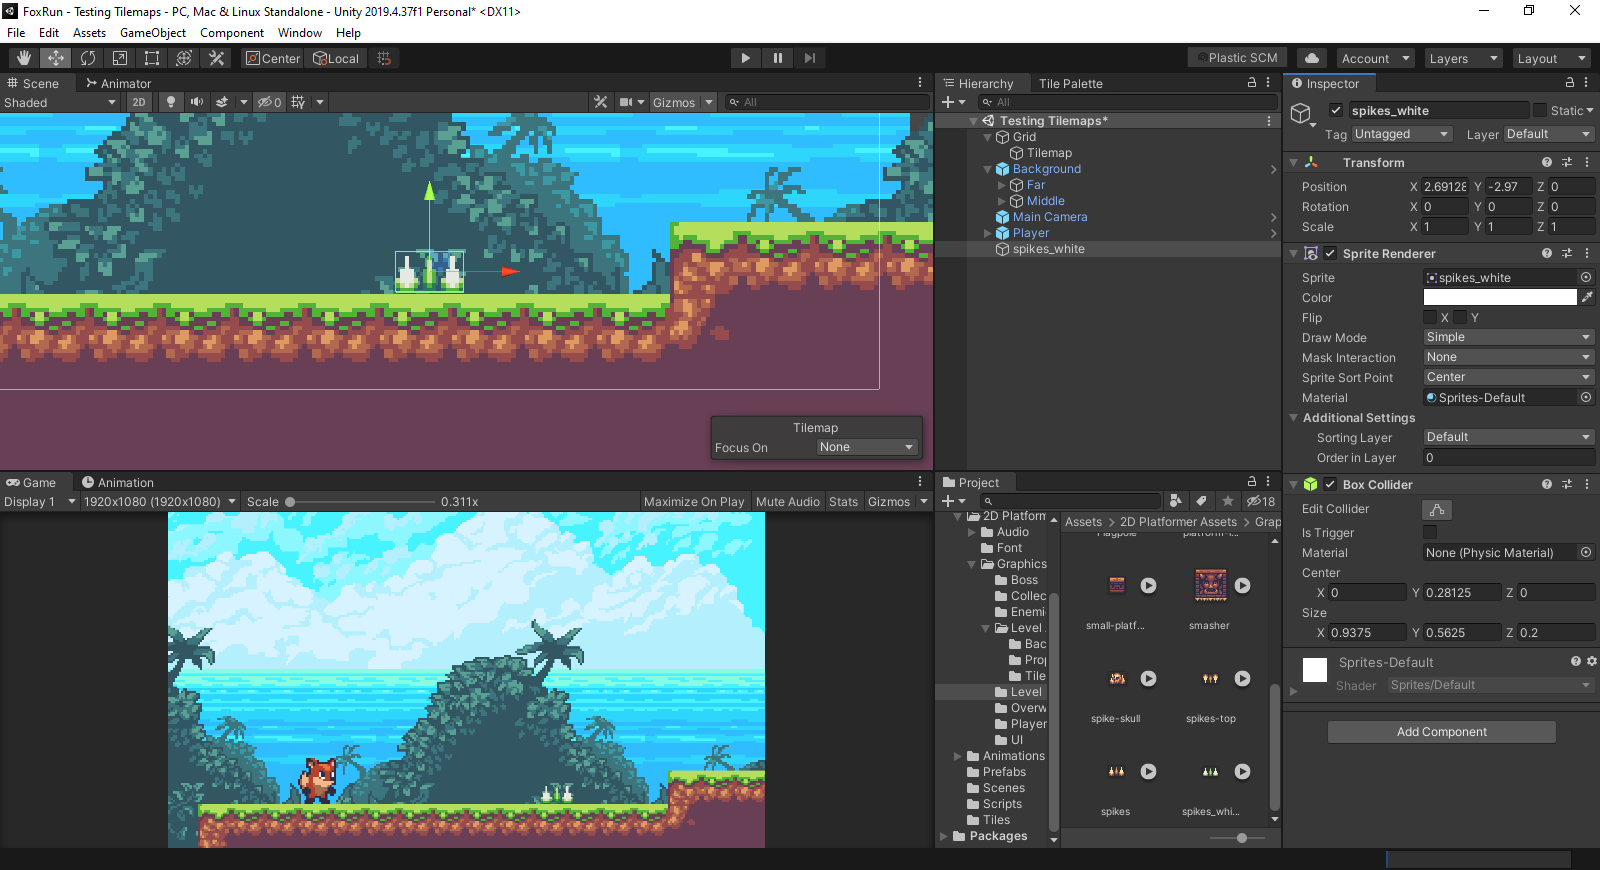 FoxRun - Testing Tilemaps - PC, Mac & Linux Standalone - Unity 2019.4.37f1 Personal* <DX11>
File Edit Assets GameObject Component Window Help
Center Local Plastic SCM Account Layers Layout
Scene Animator
Shaded 2D 0 Gizmos All
Tilemap
Focus On None
Game Animation
Display 1 1920x1080 (1920x1080) Scale 0.311x Maximize On Play Mute Audio Stats Gizmos
Hierarchy Tile Palette
All
Testing Tilemaps*
Grid
Tilemap
Background
Far
Middle
Main Camera
Player
spikes_white
Project
18
2D Platform
Audio
Font
Graphics
Boss
Collec
Enemi
Level
Bac
Pro
Tile
Level
Overw
Player
UI
Animations
Prefabs
Scenes
Scripts
Tiles
Packages
Assets > 2D Platformer Assets > Grap
Flagpole platform-l...
small-platf... smasher
spike-skull spikes-top
spikes spikes_whi...
Inspector
spikes_white Static
Tag Untagged Layer Default
Transform
Position X 2.69128 Y -2.97 Z 0
Rotation X 0 Y 0 Z 0
Scale X 1 Y 1 Z 1
Sprite Renderer
Sprite spikes_white
Color
Flip X Y
Draw Mode Simple
Mask Interaction None
Sprite Sort Point Center
Material Sprites-Default
Additional Settings
Sorting Layer Default
Order in Layer 0
Box Collider
Edit Collider
Is Trigger
Material None (Physic Material)
Center
X 0 Y 0.28125 Z 0
Size
X 0.9375 Y 0.5625 Z 0.2
Sprites-Default
Shader Sprites/Default
Add Component